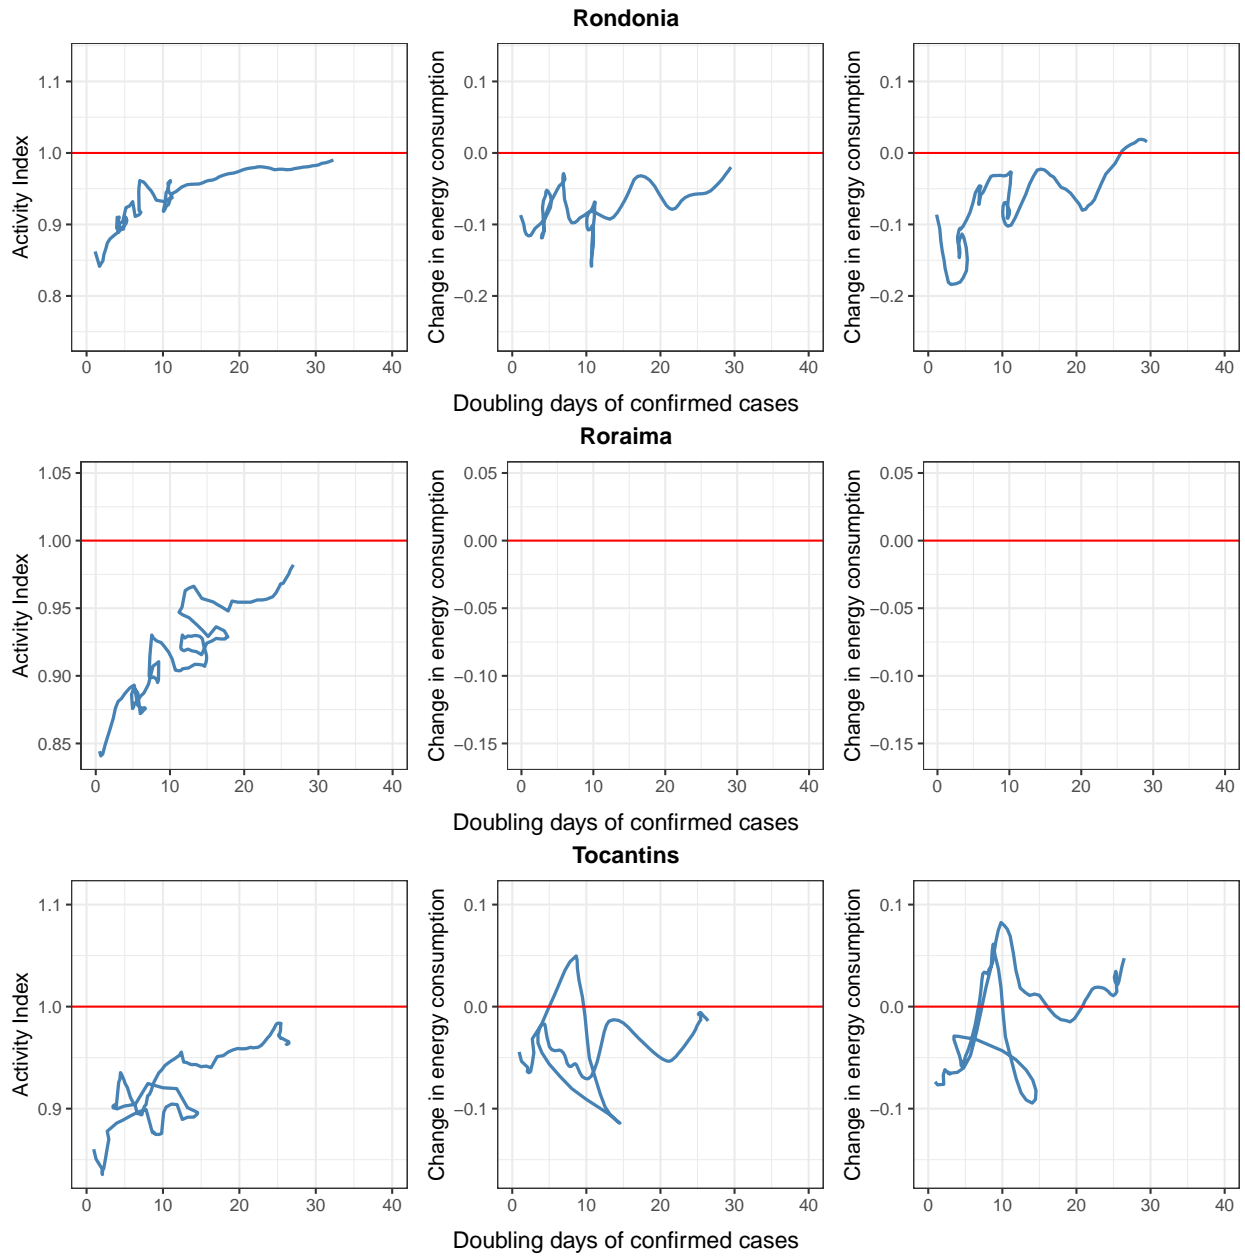 Rondonia
Activity Index
1.1
1.0
0.9
0.8
0 10 20 30 40
Change in energy consumption
0.1
0.0
−0.1
−0.2
0 10 20 30 40
Change in energy consumption
0.1
0.0
−0.1
−0.2
0 10 20 30 40
Doubling days of confirmed cases
Roraima
Activity Index
1.05
1.00
0.95
0.90
0.85
0 10 20 30 40
Change in energy consumption
0.05
0.00
−0.05
−0.10
−0.15
0 10 20 30 40
Change in energy consumption
0.05
0.00
−0.05
−0.10
−0.15
0 10 20 30 40
Doubling days of confirmed cases
Tocantins
Activity Index
1.1
1.0
0.9
0 10 20 30 40
Change in energy consumption
0.1
0.0
−0.1
0 10 20 30 40
Change in energy consumption
0.1
0.0
−0.1
0 10 20 30 40
Doubling days of confirmed cases